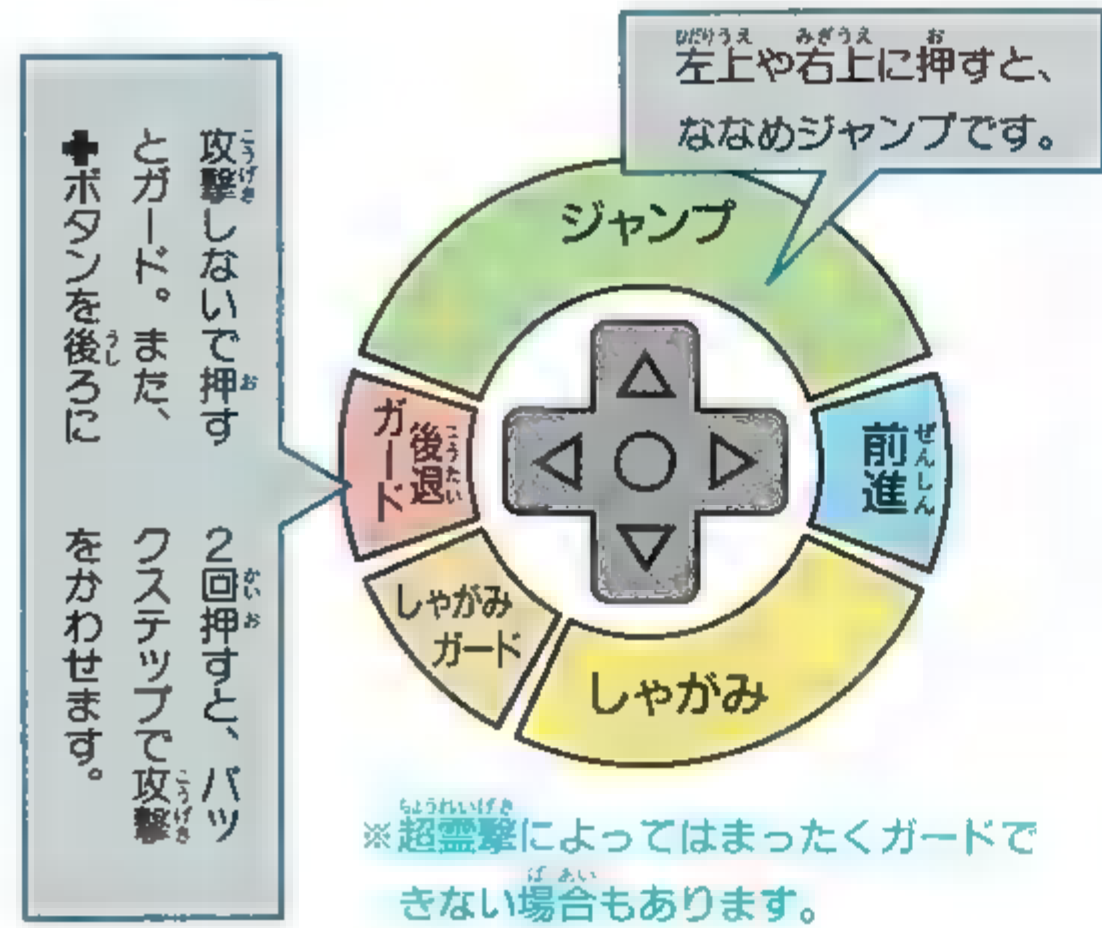 左上や右上に押すと、
ななめジャンプです。
ジャンプ
攻撃しないで押す
とガード。また、
✚ボタンを後ろに
2回押すと、バッ
クステップで攻撃
をかわせます。
後退
ガード
前進
しゃがみ
ガード
しゃがみ
※超霊撃によってはまったくガードで
きない場合もあります。